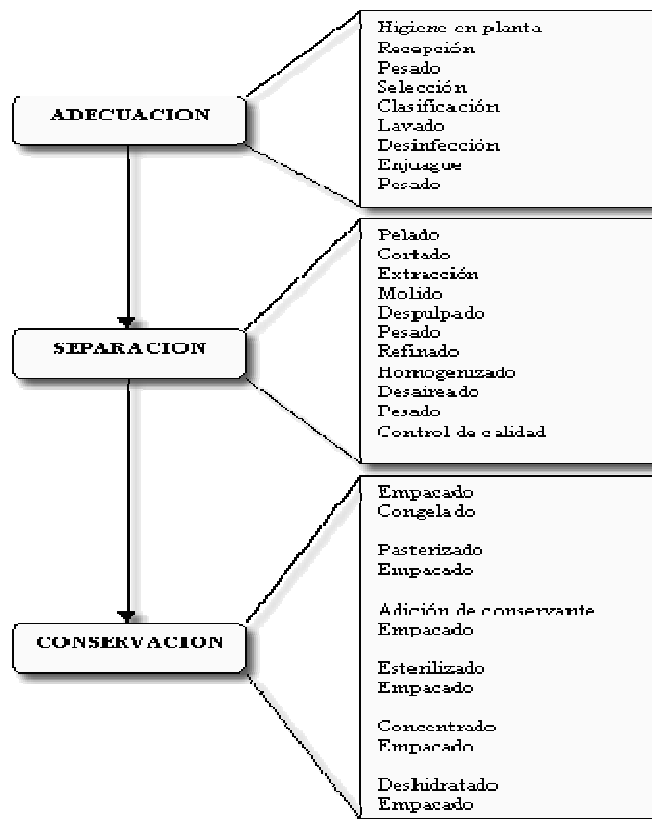 ADECUACION
Higiene en planta
Recepción
Pesado
Selección
Clasificación
Lavado
Desinfección
Enjuague
Pesado
SEPARACION
Pelado
Cortado
Extracción
Molido
Despulpado
Pesado
Refinado
Homogenizado
Desaireado
Pesado
Control de calidad
CONSERVACION
Empacado
Congelado
Pasterizado
Empacado
Adición de conservante
Empacado
Esterilizado
Empacado
Concentrado
Empacado
Deshidratado
Empacado